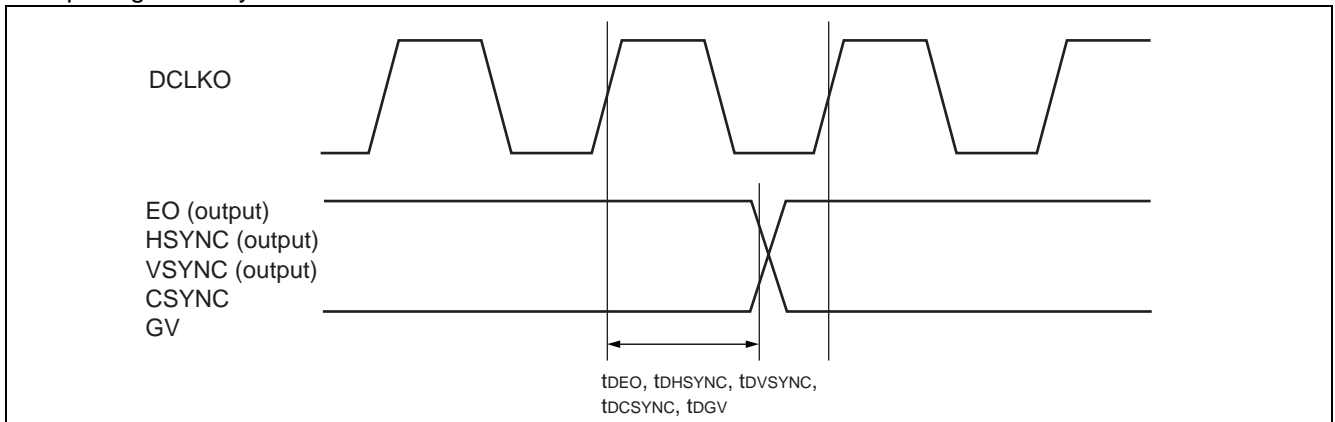 DCLKO
EO (output)
HSYNC (output)
VSYNC (output)
CSYNC
GV
tDEO, tDHSYNC, tDVSYNC,
tDCSYNC, tDGV